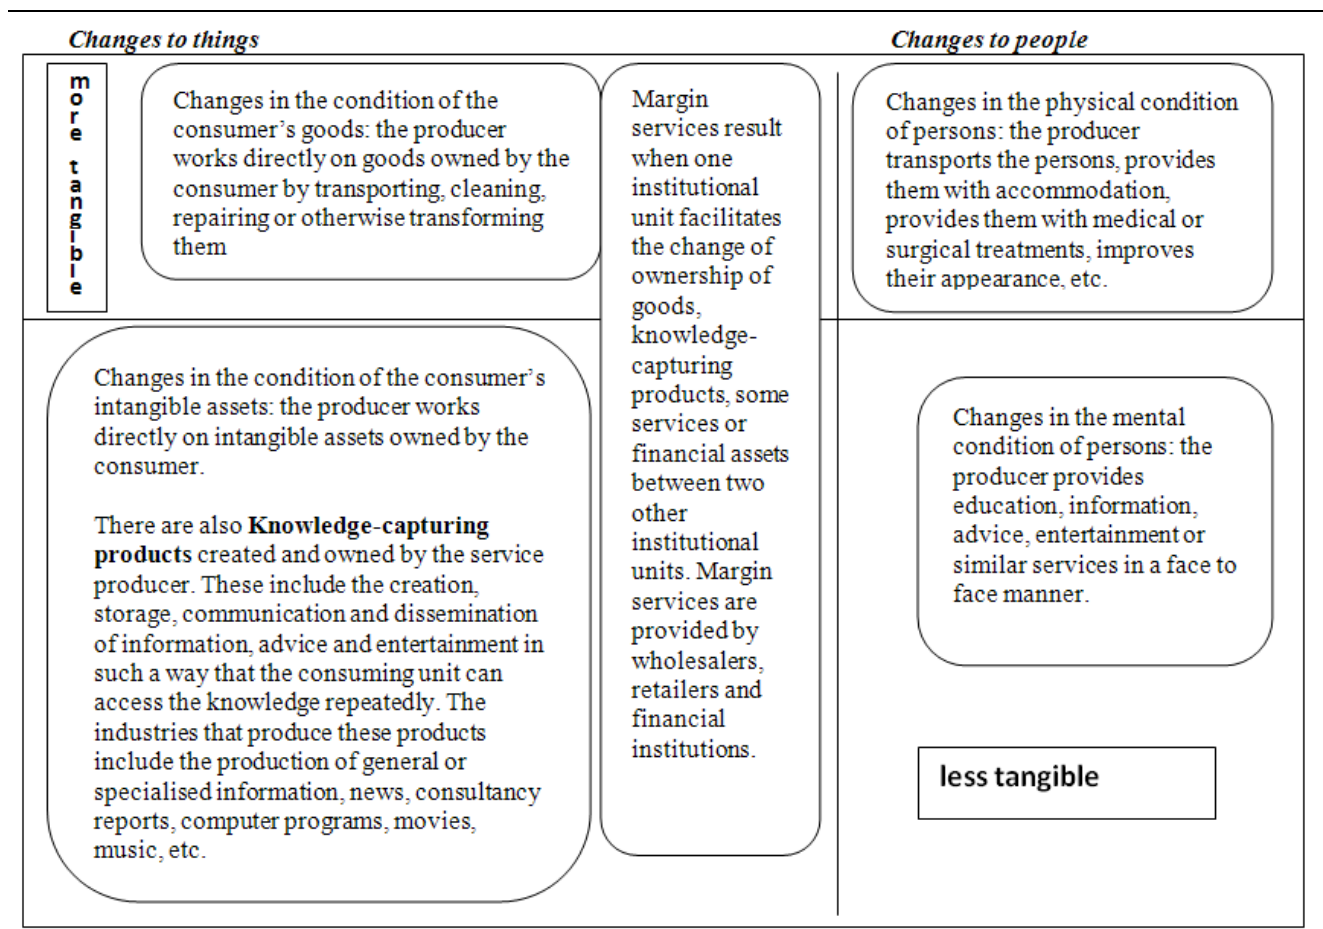 Changes to things
Changes to people
more tangible
Changes in the condition of the
consumer’s goods: the producer
works directly on goods owned by the
consumer by transporting, cleaning,
repairing or otherwise transforming
them
Margin
services result
when one
institutional
unit facilitates
the change of
ownership of
goods,
knowledge-
capturing
products, some
services or
financial assets
between two
other
institutional
units. Margin
services are
provided by
wholesalers,
retailers and
financial
institutions.
Changes in the physical condition
of persons: the producer
transports the persons, provides
them with accommodation,
provides them with medical or
surgical treatments, improves
their appearance, etc.
Changes in the condition of the consumer’s
intangible assets: the producer works
directly on intangible assets owned by the
consumer.
There are also Knowledge-capturing
products created and owned by the service
producer. These include the creation,
storage, communication and dissemination
of information, advice and entertainment in
such a way that the consuming unit can
access the knowledge repeatedly. The
industries that produce these products
include the production of general or
specialised information, news, consultancy
reports, computer programs, movies,
music, etc.
Changes in the mental
condition of persons: the
producer provides
education, information,
advice, entertainment or
similar services in a face to
face manner.
less tangible